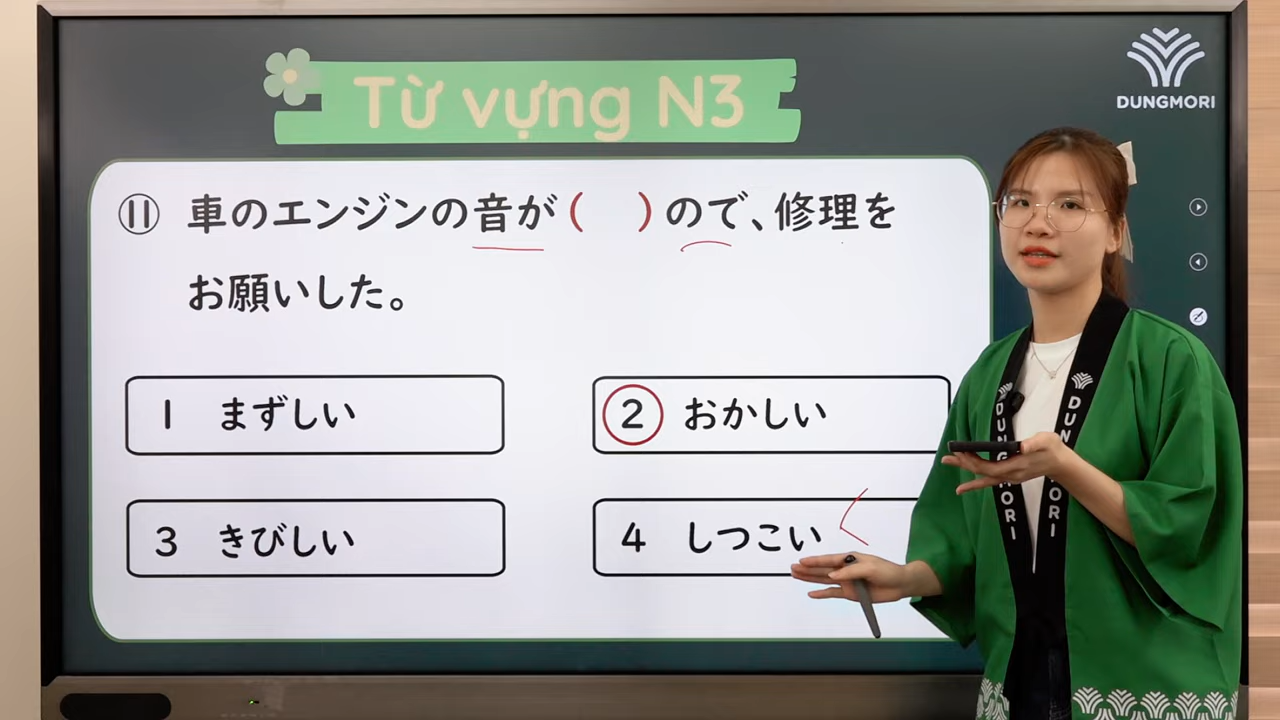 Từ vựng N3
DUNGMORI
⑪ 車のエンジンの音が( )ので、修理を
お願いした。
1 まずしい
2 おかしい
3 きびしい
4 しつこい
DUNGMORI
DUNGMORI